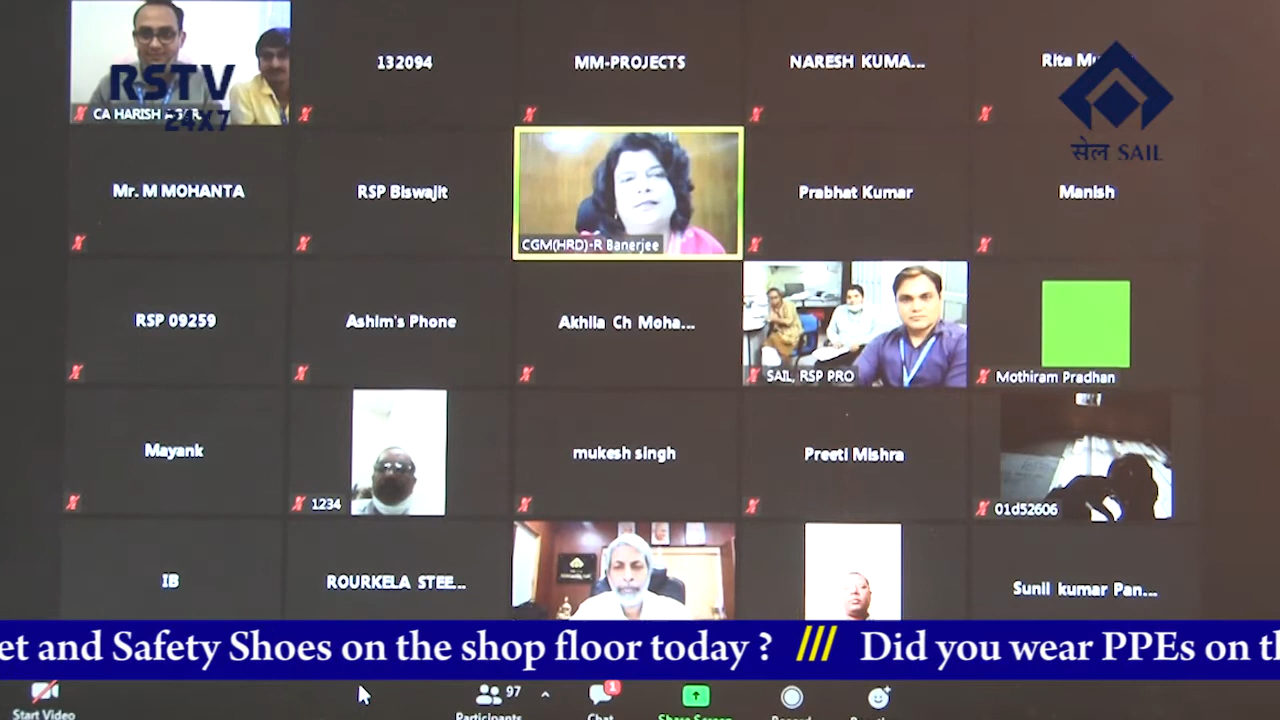 RSTV
24X7
132094
MM-PROJECTS
NARESH KUMA...
Rita
CA HARISH
सेल SAIL
Mr. M MOHANTA
RSP Biswajit
CGM(HRD)-R Banerjee
Prabhat Kumar
Manish
RSP 09259
Ashim's Phone
Akhila Ch Moha...
SAIL, RSP PRO
Mothiram Pradhan
Mayank
1234
mukesh singh
Preeti Mishra
01d52606
IB
ROURKELA STEE...
Sunil kumar Pan...
et and Safety Shoes on the shop floor today ? /// Did you wear PPEs on th
Start Video
Participants
97
Chat
1
Share Screen
Record